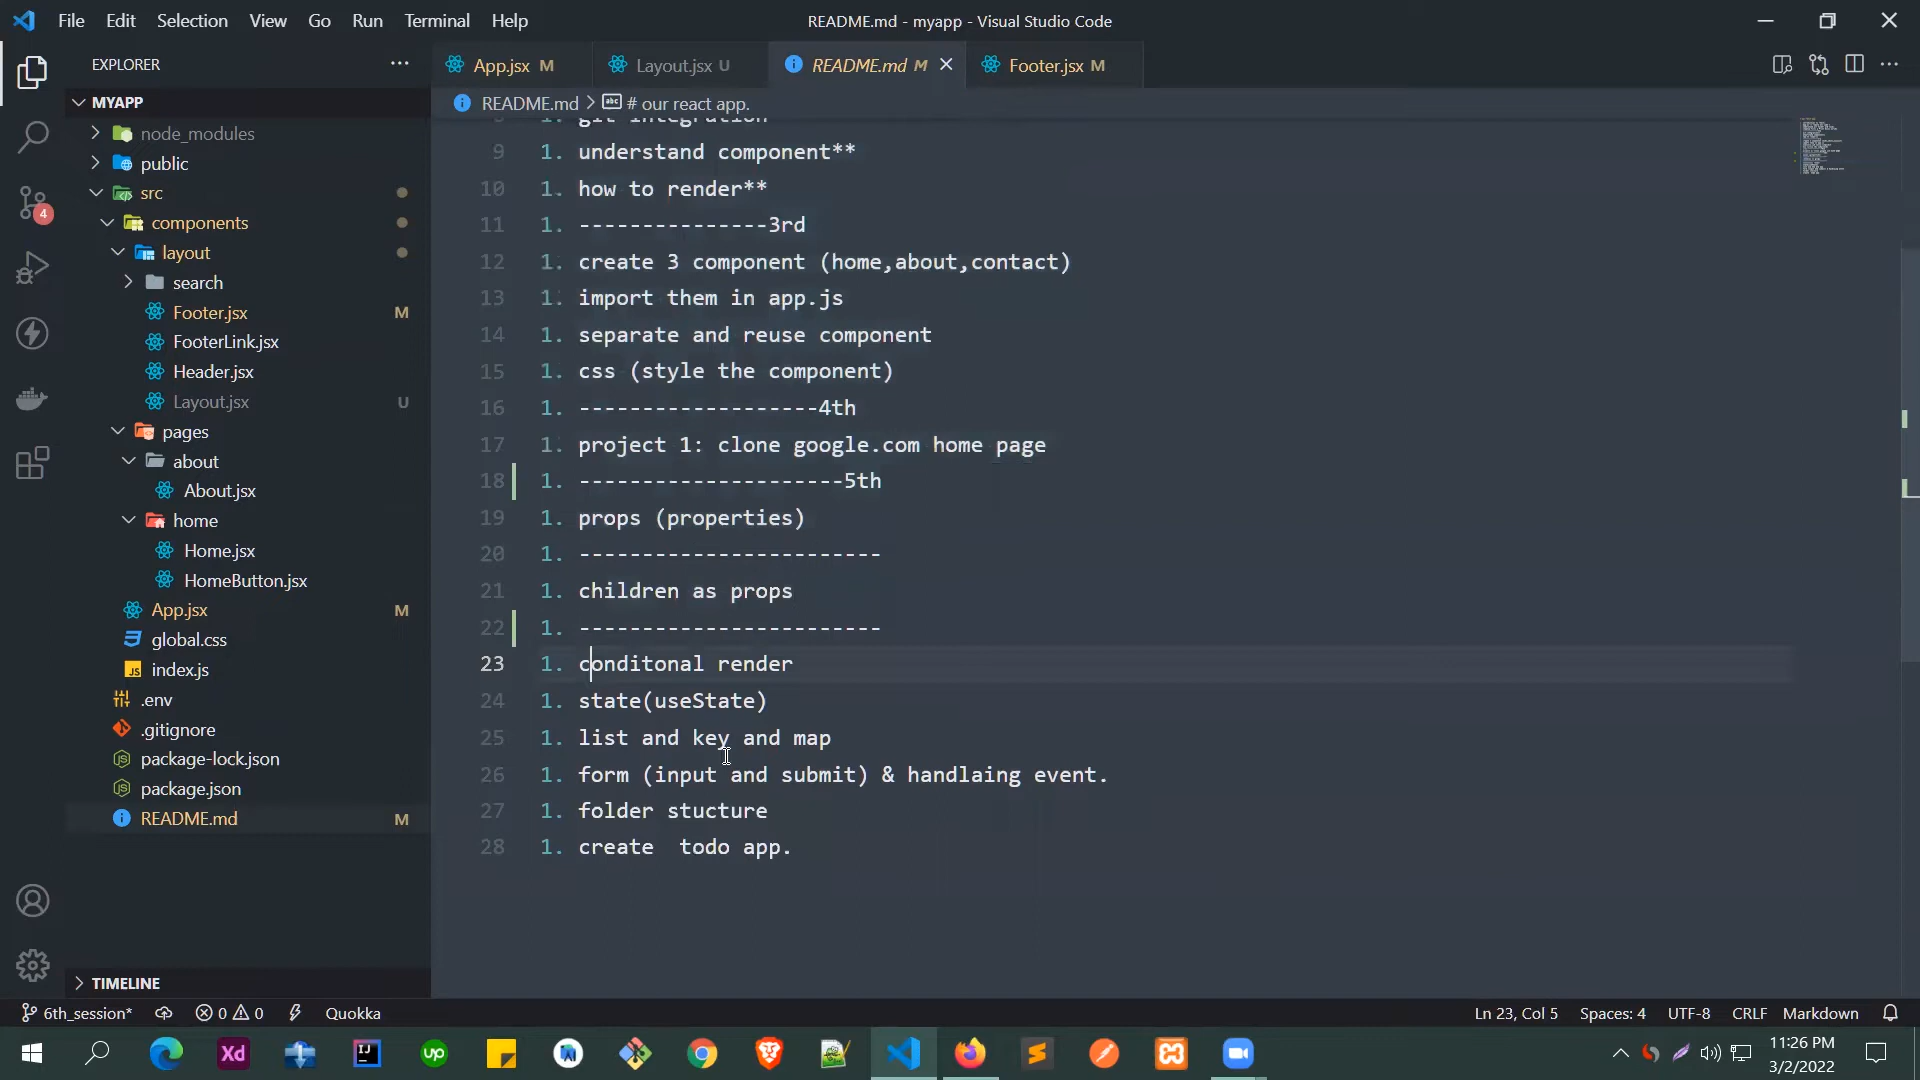 File Edit Selection View Go Run Terminal Help
README.md - myapp - Visual Studio Code
EXPLORER
App.jsx M
Layout.jsx U
README.md M
Footer.jsx M
MYAPP
README.md > # our react app.
node_modules
public
src
components
layout
search
Footer.jsx M
FooterLink.jsx
Header.jsx
Layout.jsx U
pages
about
About.jsx
home
Home.jsx
HomeButton.jsx
App.jsx M
global.css
index.js
.env
.gitignore
package-lock.json
package.json
README.md M
TIMELINE
4
1. git integration
9 1. understand component**
10 1. how to render**
11 1. ---------------3rd
12 1. create 3 component (home,about,contact)
13 1. import them in app.js
14 1. separate and reuse component
15 1. css (style the component)
16 1. -------------------4th
17 1. project 1: clone google.com home page
18 1. ---------------------5th
19 1. props (properties)
20 1. ------------------------
21 1. children as props
22 1. ------------------------
23 1. conditonal render
24 1. state(useState)
25 1. list and key and map
26 1. form (input and submit) & handlaing event.
27 1. folder stucture
28 1. create  todo app.
6th_session* 0 0 Quokka
Ln 23, Col 5 Spaces: 4 UTF-8 CRLF Markdown
Xd
up
11:26 PM
3/2/2022